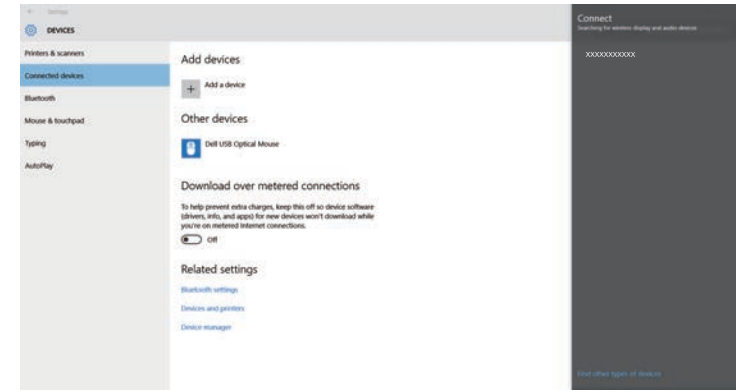 Settings
DEVICES
Printers & scanners
Connected devices
Bluetooth
Mouse & touchpad
Typing
AutoPlay
Add devices
Add a device
Other devices
Dell USB Optical Mouse
Download over metered connections
To help prevent extra charges, keep this off so device software
(drivers, info, and apps) for new devices won't download while
you're on metered Internet connections.
Off
Related settings
Bluetooth settings
Devices and printers
Device manager
Connect
Searching for wireless display and audio devices
xxxxxxxxxxx
Find other types of devices